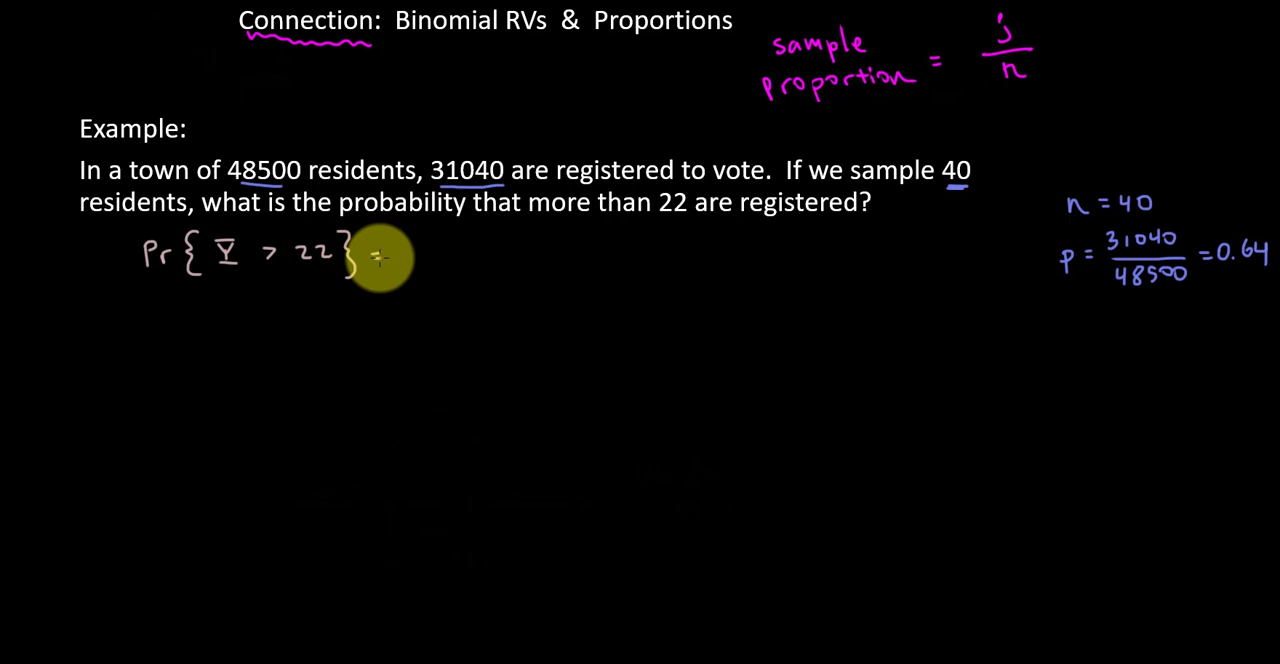 Connection: Binomial RVs & Proportions
sample proportion = j/n
Example:
In a town of 48500 residents, 31040 are registered to vote. If we sample 40
residents, what is the probability that more than 22 are registered?
n = 40
p = 31040/48500 = 0.64
Pr{ Y > 22 } =